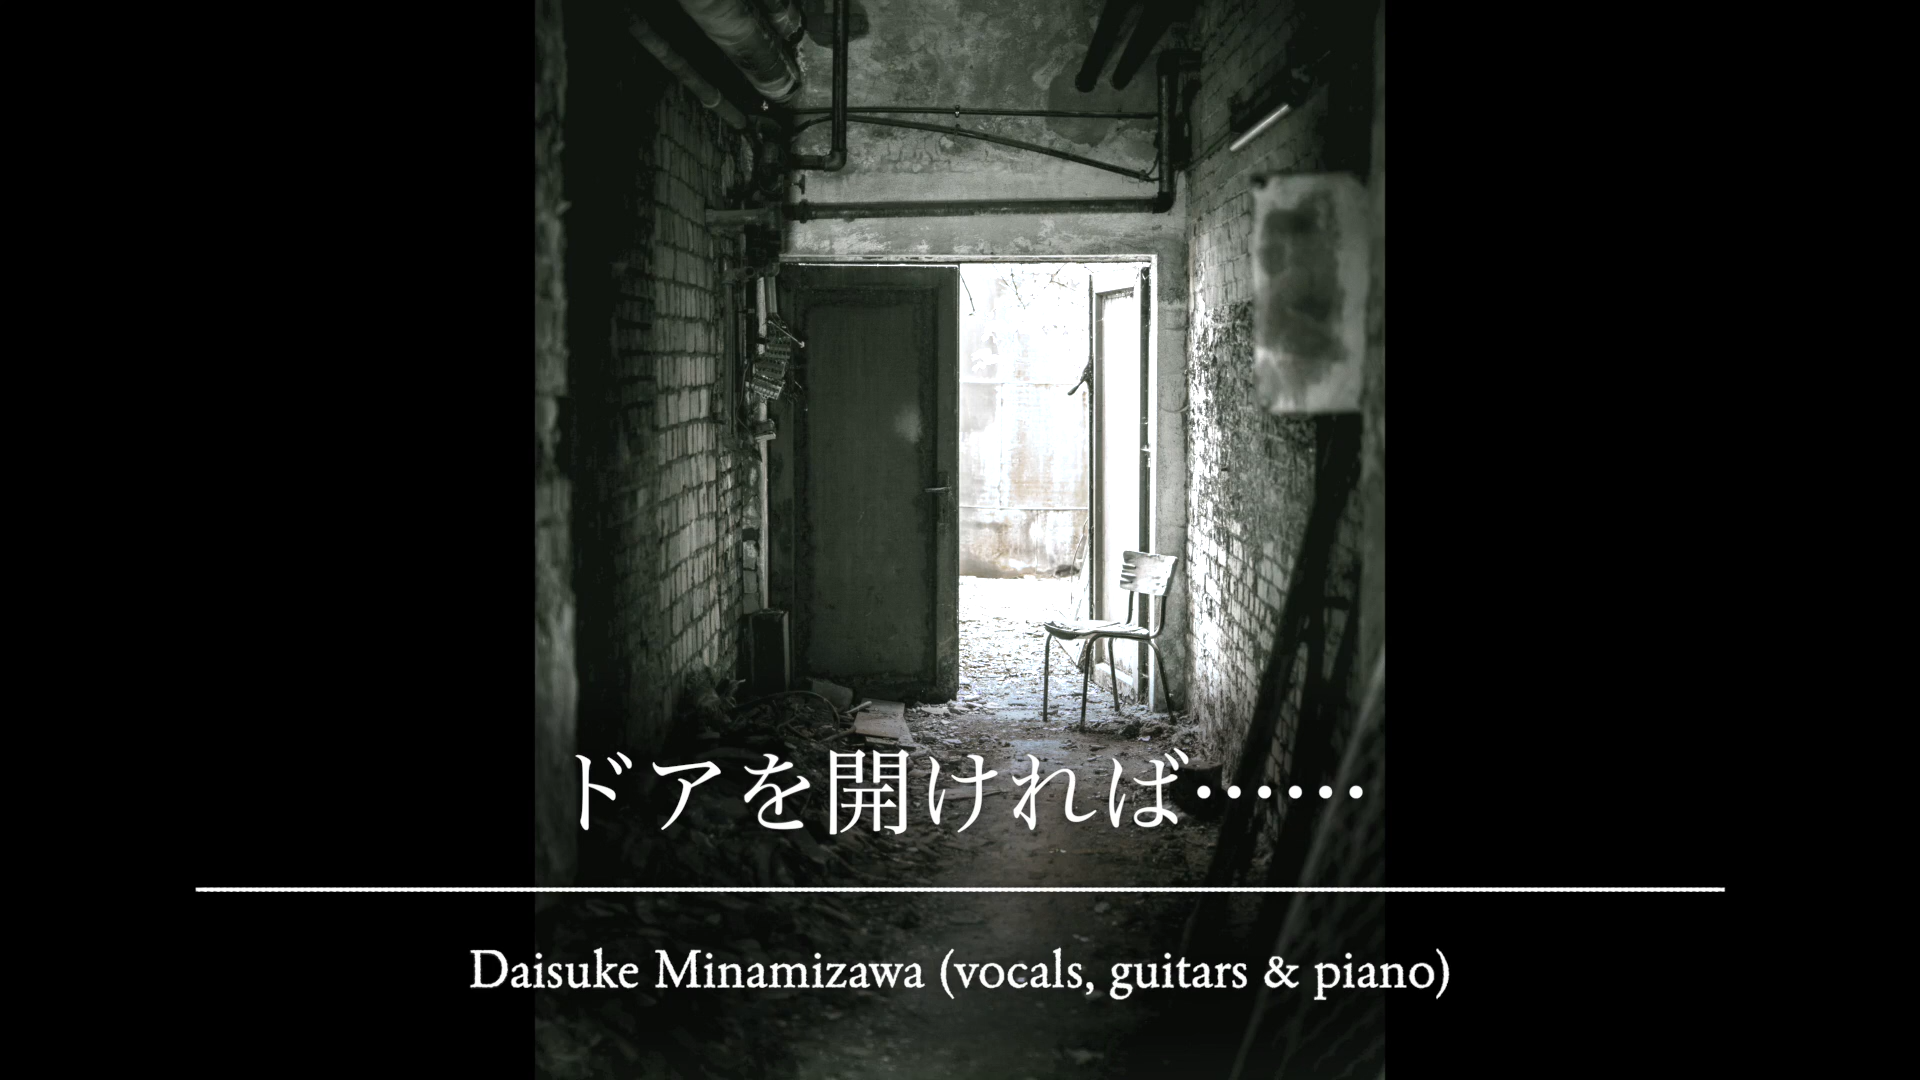 ドアを開ければ……
Daisuke Minamizawa (vocals, guitars & piano)